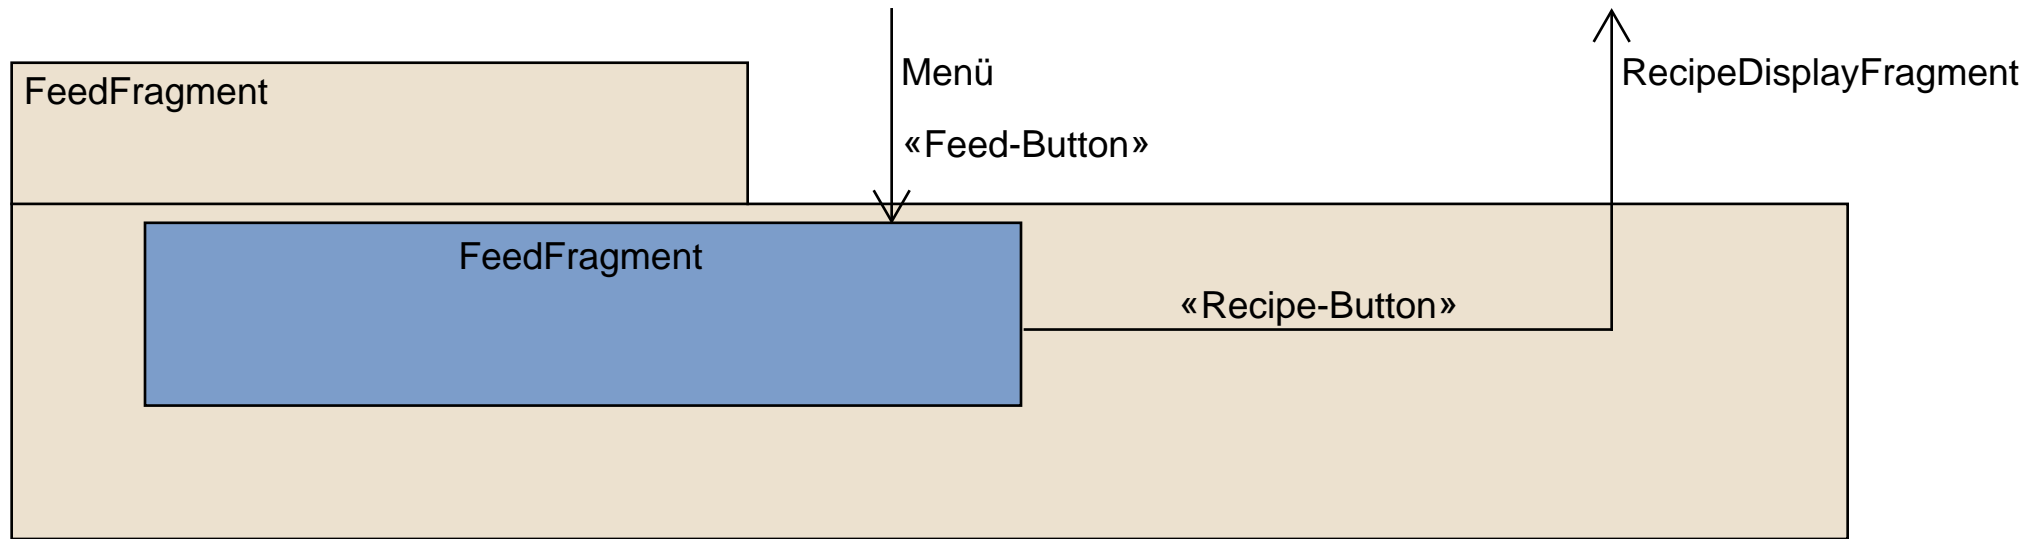 FeedFragment
Menü
«Feed-Button»
RecipeDisplayFragment
FeedFragment
«Recipe-Button»